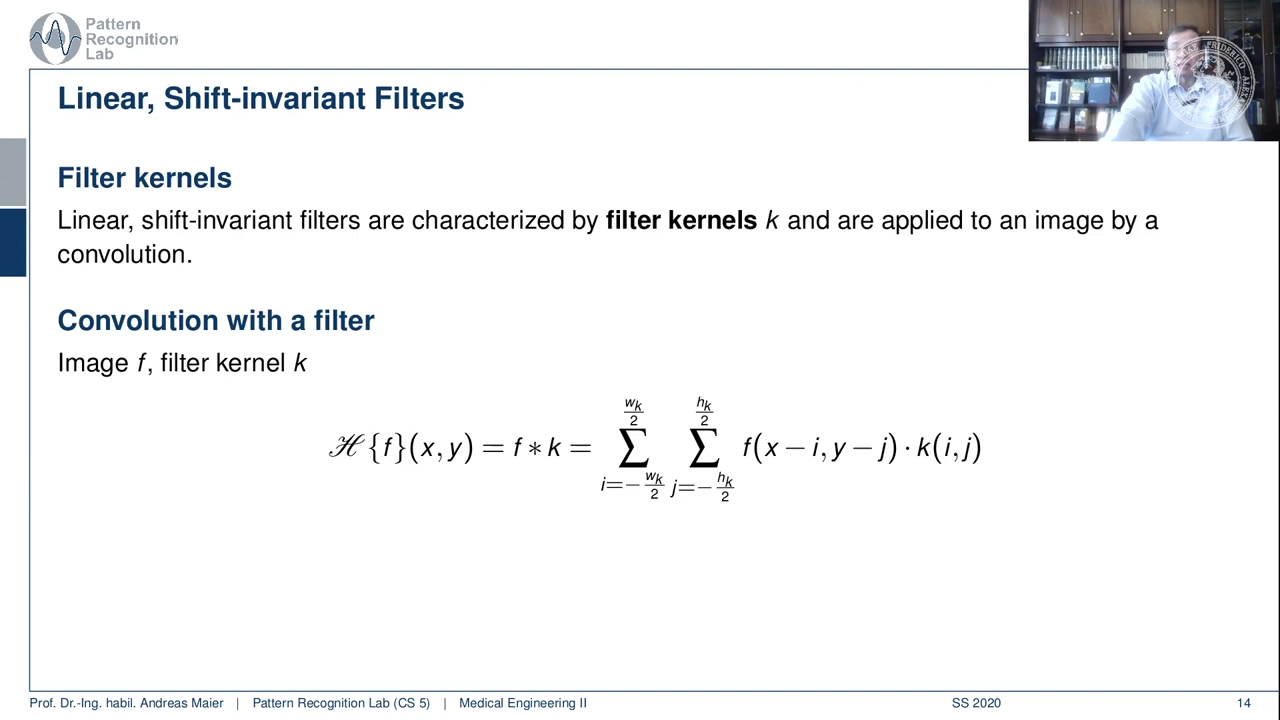 Pattern
Recognition
Lab
Linear, Shift-invariant Filters
Filter kernels
Linear, shift-invariant filters are characterized by filter kernels k and are applied to an image by a
convolution.
Convolution with a filter
Image f, filter kernel k
ℋ{f}(x,y) = f ∗ k = ∑_{i=−w_k/2}^{w_k/2} ∑_{j=−h_k/2}^{h_k/2} f(x−i,y−j)·k(i,j)
Prof. Dr.-Ing. habil. Andreas Maier | Pattern Recognition Lab (CS 5) | Medical Engineering II SS 2020 14